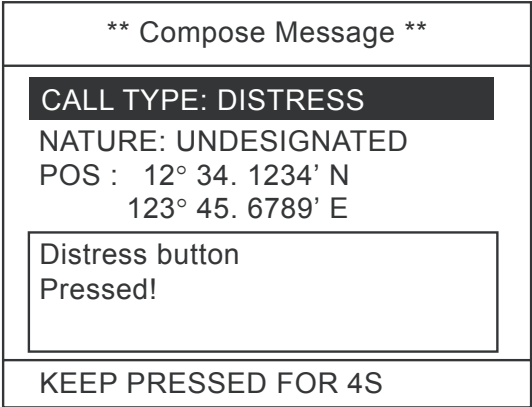 ** Compose Message **
CALL TYPE: DISTRESS
NATURE: UNDESIGNATED
POS : 12° 34. 1234’ N
123° 45. 6789’ E
Distress button
Pressed!
KEEP PRESSED FOR 4S